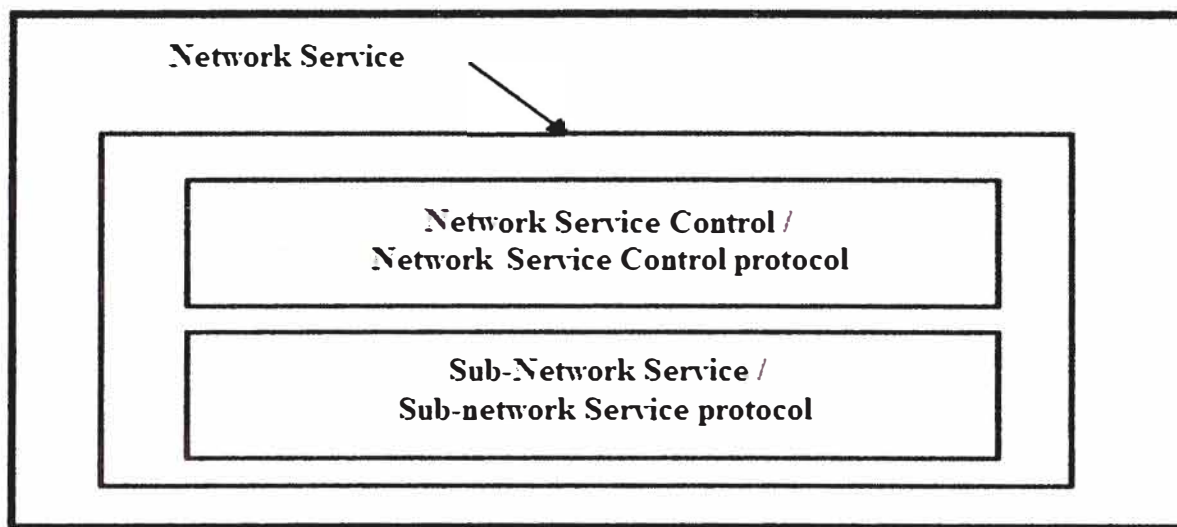 Network Service
Network Service Control /
Network Service Control protocol
Sub-Network Service /
Sub-network Service protocol